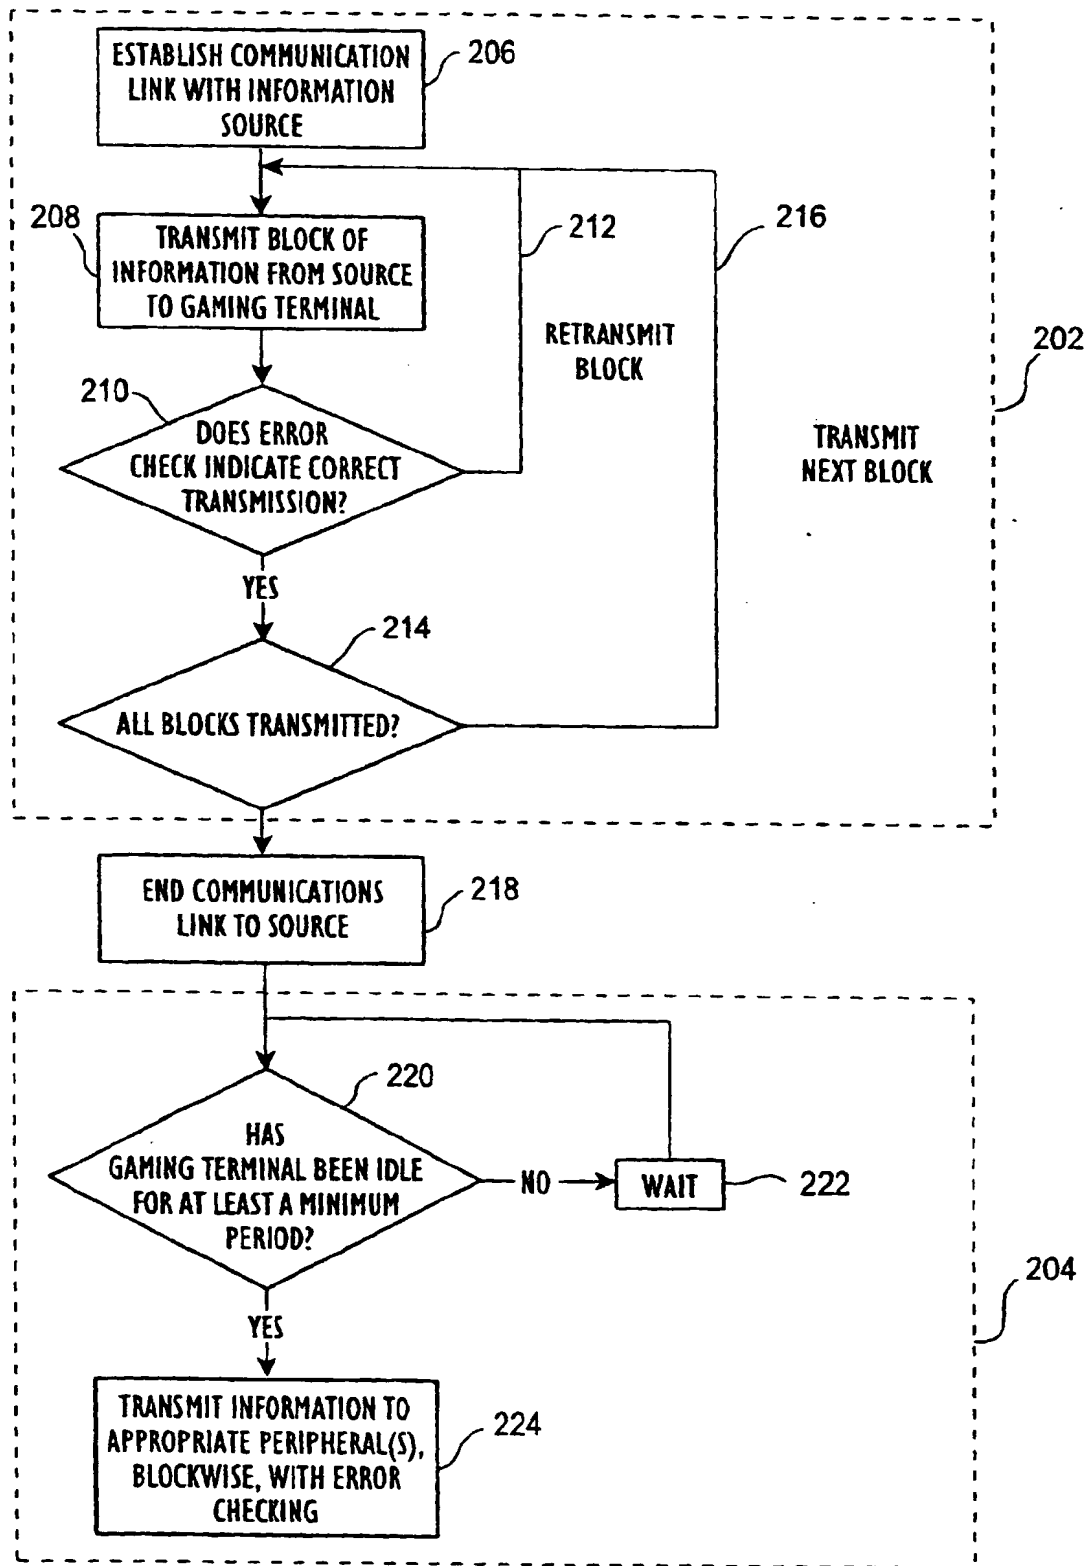 ESTABLISH COMMUNICATION
LINK WITH INFORMATION
SOURCE
206
208
TRANSMIT BLOCK OF
INFORMATION FROM SOURCE
TO GAMING TERMINAL
212
216
RETRANSMIT
BLOCK
202
210
DOES ERROR
CHECK INDICATE CORRECT
TRANSMISSION?
TRANSMIT
NEXT BLOCK
YES
214
ALL BLOCKS TRANSMITTED?
END COMMUNICATIONS
LINK TO SOURCE
218
220
HAS
GAMING TERMINAL BEEN IDLE
FOR AT LEAST A MINIMUM
PERIOD?
NO
WAIT
222
204
YES
TRANSMIT INFORMATION TO
APPROPRIATE PERIPHERAL(S),
BLOCKWISE, WITH ERROR
CHECKING
224